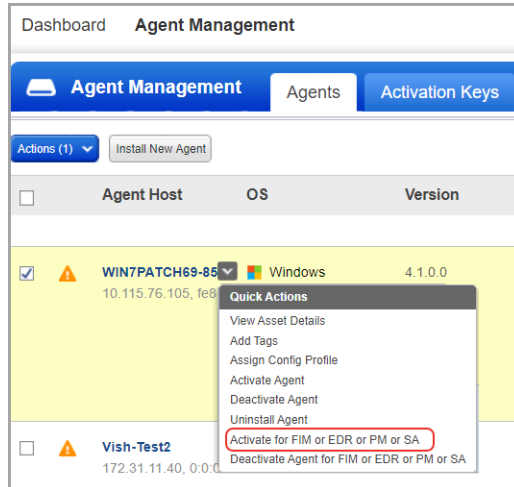 Dashboard Agent Management
Agent Management Agents Activation Keys
Actions (1) Install New Agent
Agent Host OS Version
WIN7PATCH69-85 Windows 4.1.0.0
10.115.76.105, fe8
Quick Actions
View Asset Details
Add Tags
Assign Config Profile
Activate Agent
Deactivate Agent
Uninstall Agent
Activate for FIM or EDR or PM or SA
Deactivate Agent for FIM or EDR or PM or SA
Vish-Test2
172.31.11.40, 0:0:0